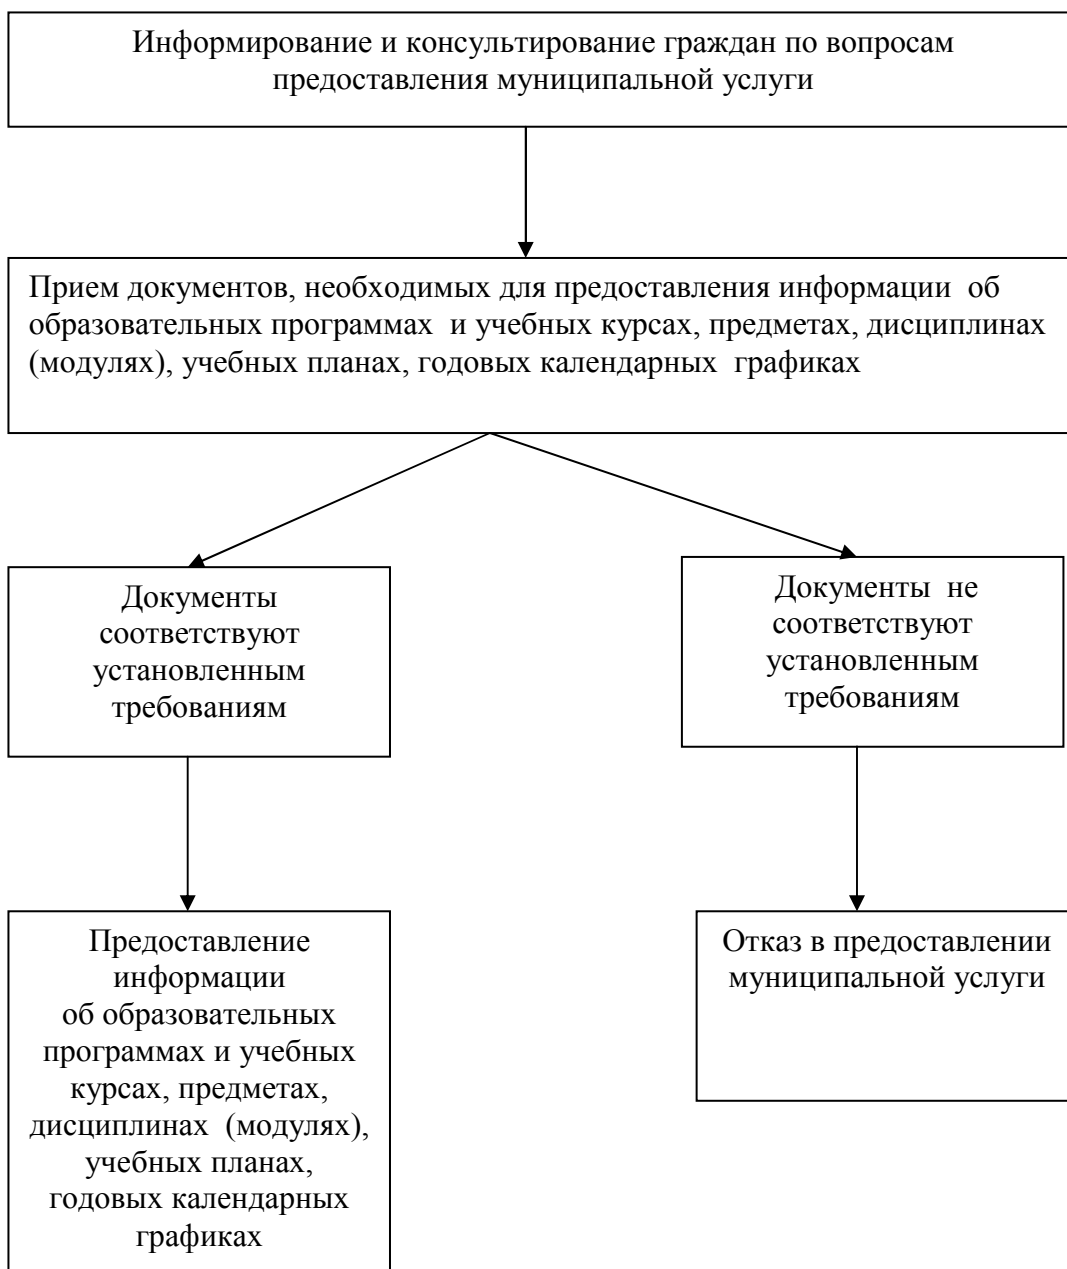 Информирование и консультирование граждан по вопросам
предоставления муниципальной услуги
Прием документов, необходимых для предоставления информации об
образовательных программах и учебных курсах, предметах, дисциплинах
(модулях), учебных планах, годовых календарных графиках
Документы
соответствуют
установленным
требованиям
Документы не
соответствуют
установленным
требованиям
Предоставление
информации
об образовательных
программах и учебных
курсах, предметах,
дисциплинах (модулях),
учебных планах,
годовых календарных
графиках
Отказ в предоставлении
муниципальной услуги